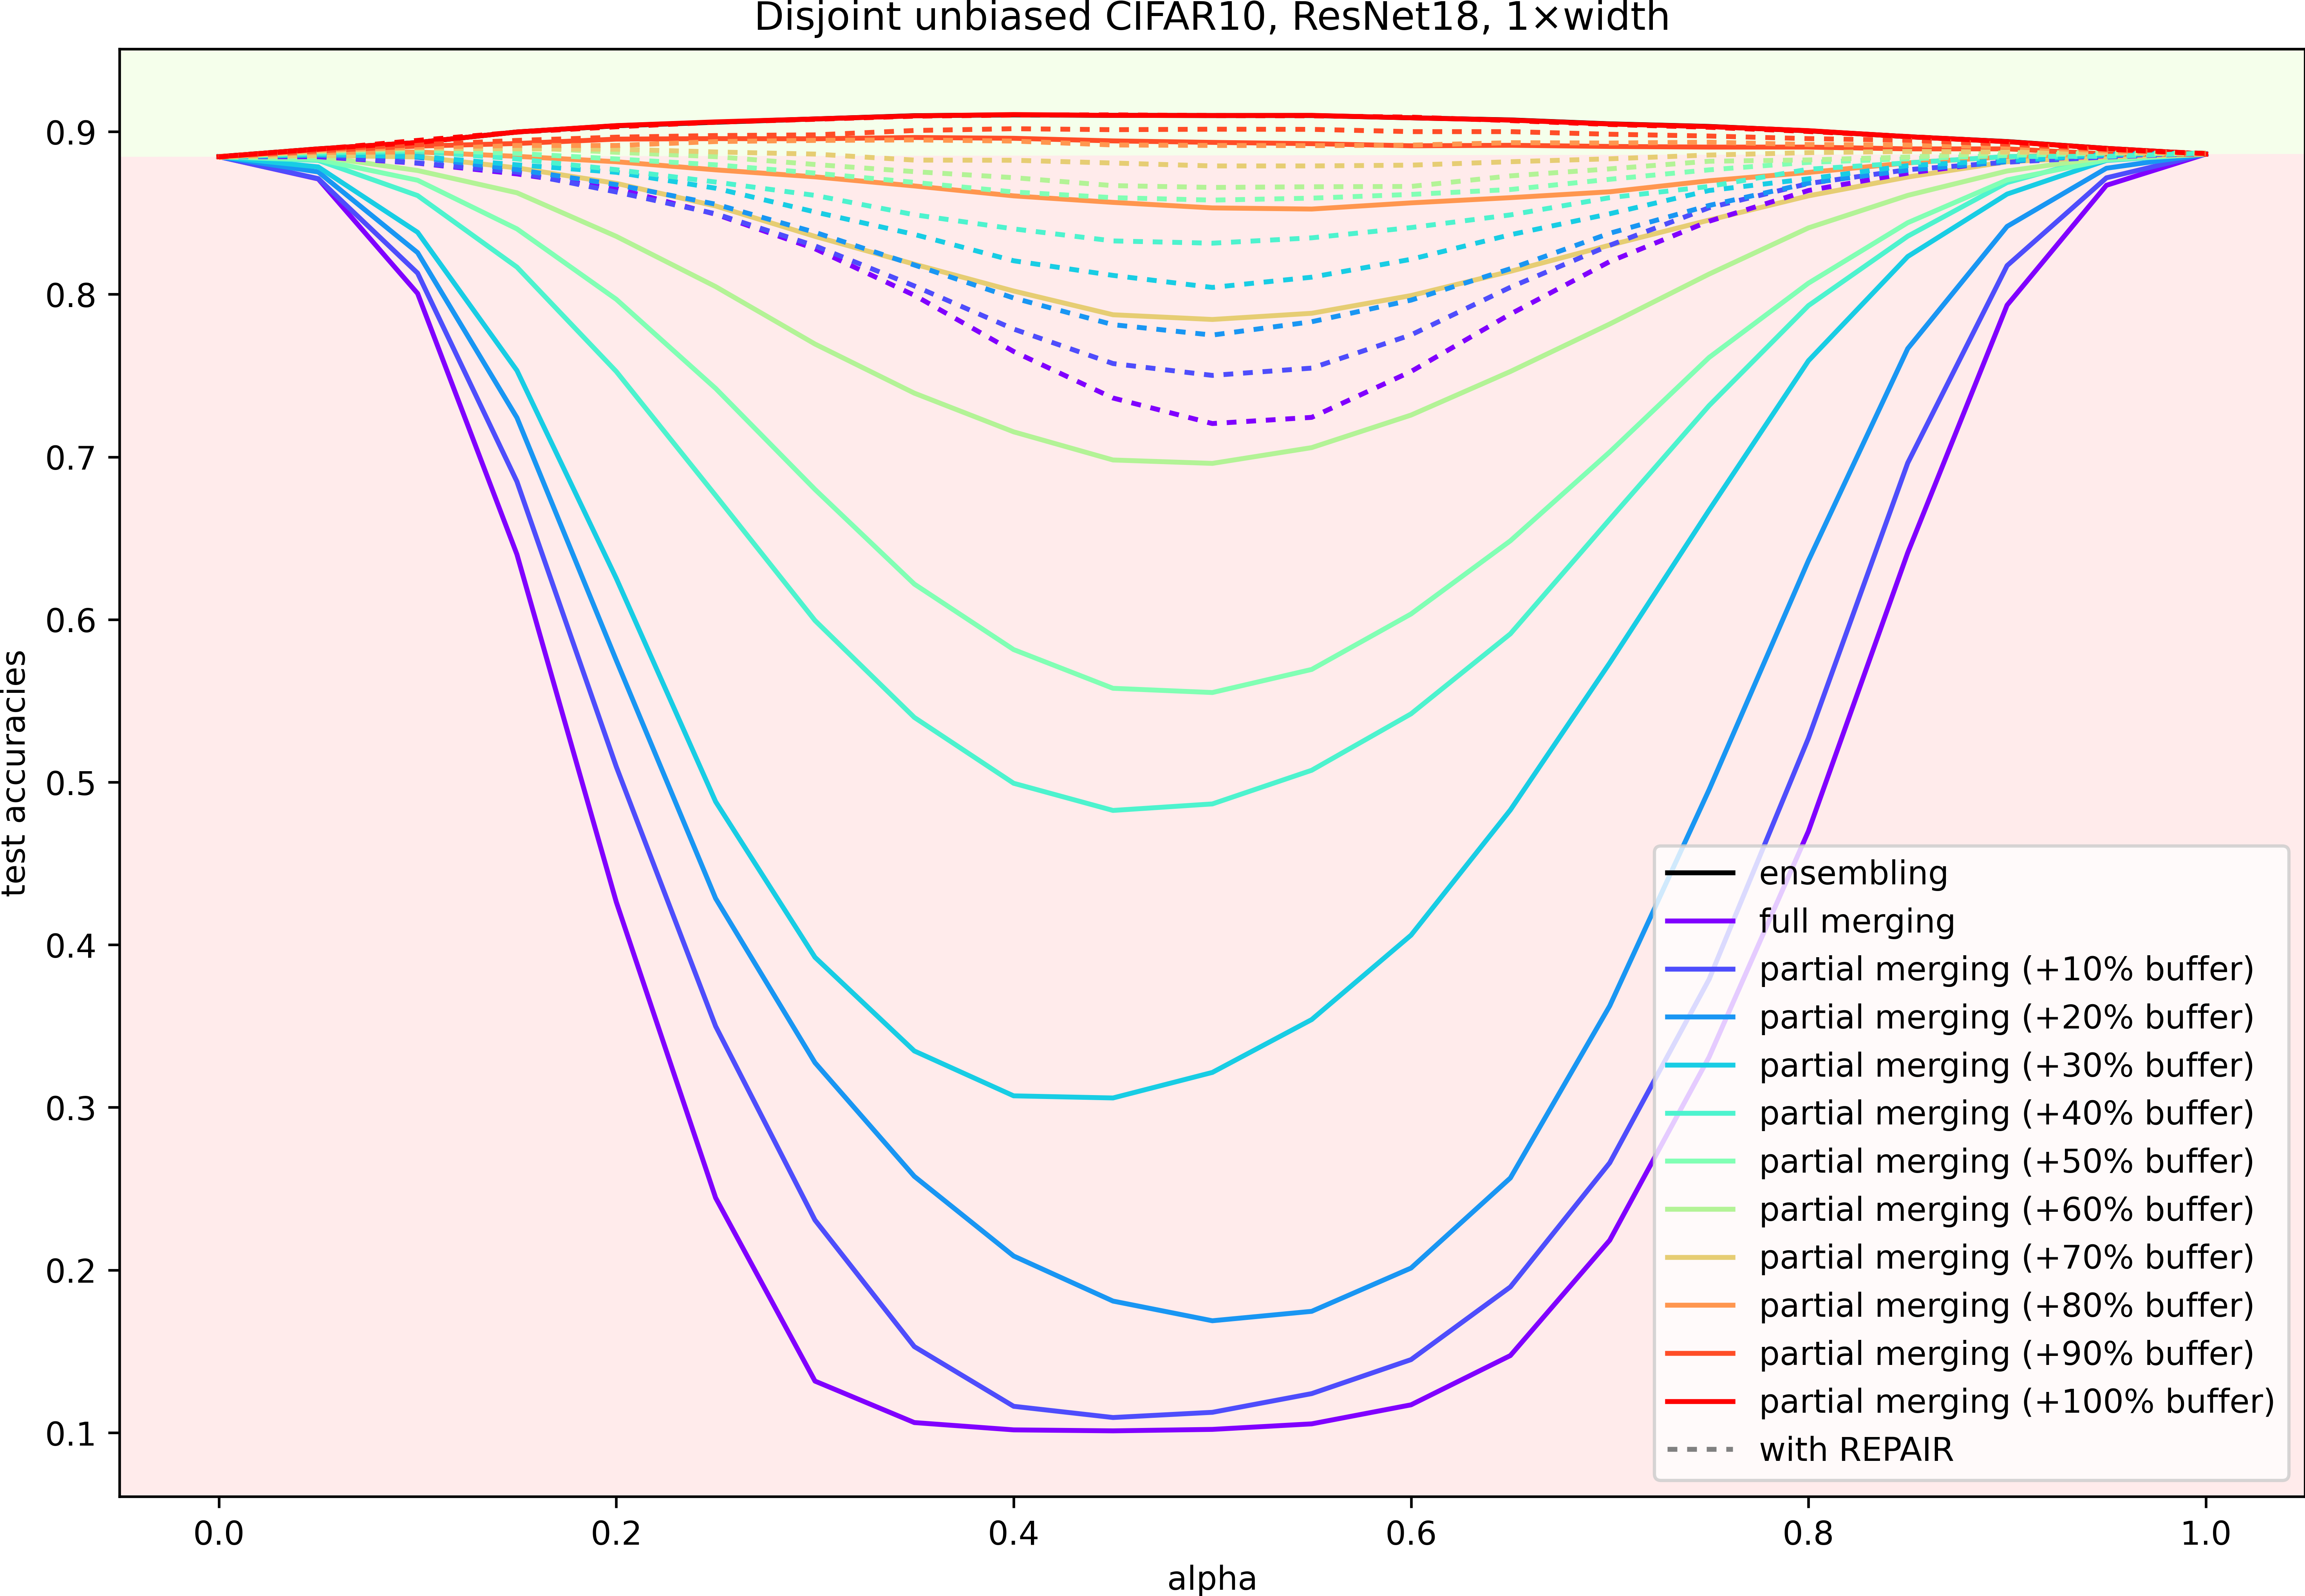 Disjoint unbiased CIFAR10, ResNet18, 1×width
test accuracies
0.9
0.8
0.7
0.6
0.5
0.4
0.3
0.2
0.1
ensembling
full merging
partial merging (+10% buffer)
partial merging (+20% buffer)
partial merging (+30% buffer)
partial merging (+40% buffer)
partial merging (+50% buffer)
partial merging (+60% buffer)
partial merging (+70% buffer)
partial merging (+80% buffer)
partial merging (+90% buffer)
partial merging (+100% buffer)
with REPAIR
0.0 0.2 0.4 0.6 0.8 1.0
alpha